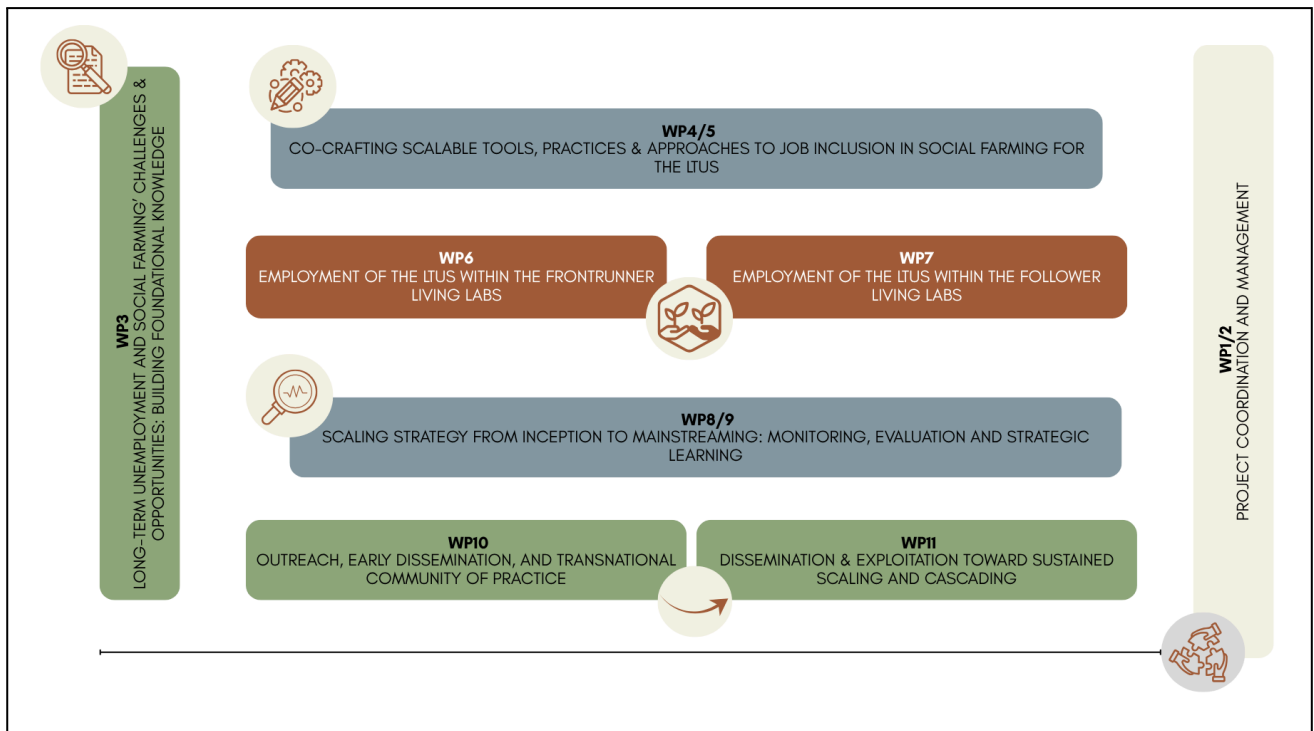 WP3
LONG-TERM UNEMPLOYMENT AND SOCIAL FARMING’ CHALLENGES &
OPPORTUNITIES: BUILDING FOUNDATIONAL KNOWLEDGE
WP4/5
CO-CRAFTING SCALABLE TOOLS, PRACTICES & APPROACHES TO JOB INCLUSION IN SOCIAL FARMING FOR
THE LTUS
WP6
EMPLOYMENT OF THE LTUS WITHIN THE FRONTRUNNER
LIVING LABS
WP7
EMPLOYMENT OF THE LTUS WITHIN THE FOLLOWER
LIVING LABS
WP8/9
SCALING STRATEGY FROM INCEPTION TO MAINSTREAMING: MONITORING, EVALUATION AND STRATEGIC
LEARNING
WP10
OUTREACH, EARLY DISSEMINATION, AND TRANSNATIONAL
COMMUNITY OF PRACTICE
WP11
DISSEMINATION & EXPLOITATION TOWARD SUSTAINED
SCALING AND CASCADING
WP1/2
PROJECT COORDINATION AND MANAGEMENT